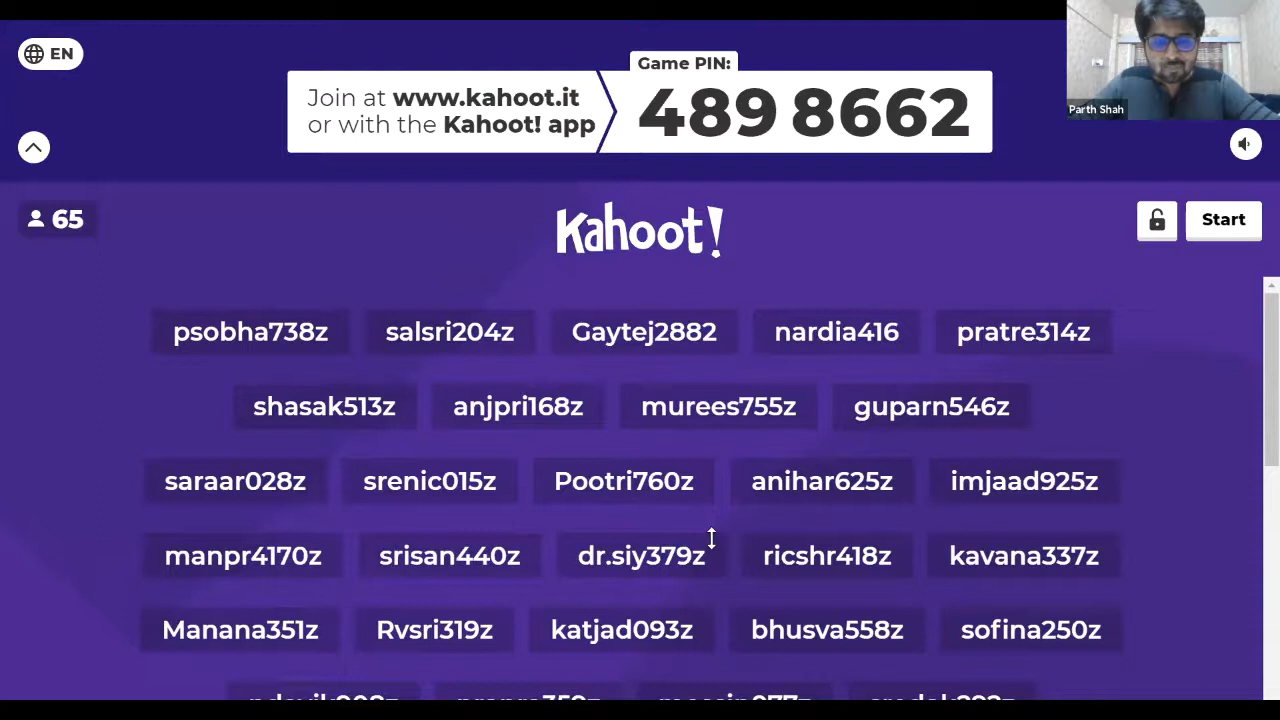 EN
Game PIN:
Join at www.kahoot.it
or with the Kahoot! app
489 8662
Parth Shah
65
Kahoot!
Start
psobha738z salsri204z Gaytej2882 nardia416 pratre314z
shasak513z anjpri168z murees755z guparn546z
saraar028z srenic015z Pootri760z anihar625z imjaad925z
manpr4170z srisan440z dr.siy379z ricshr418z kavana337z
Manana351z Rvsri319z katjad093z bhusva558z sofina250z